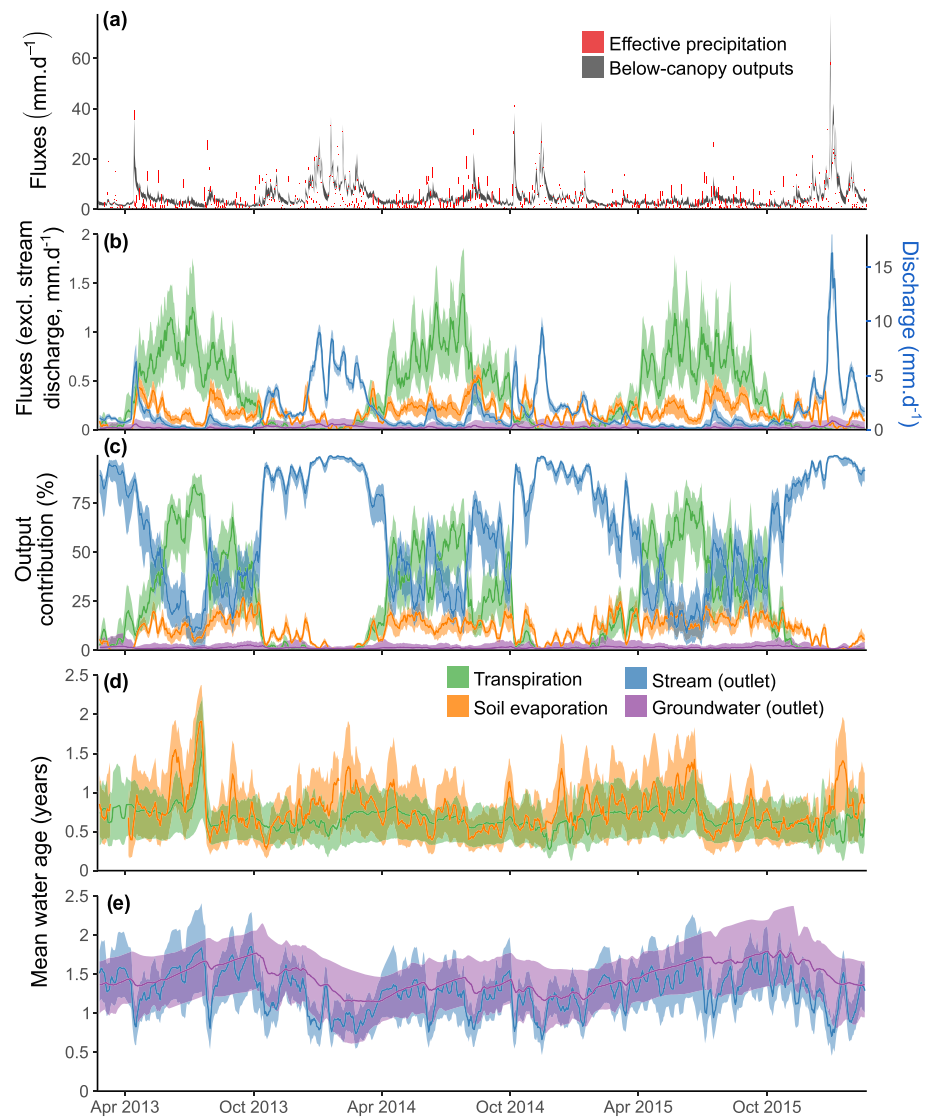 (a)
Fluxes (mm.d⁻¹)
60
40
20
0
Effective precipitation
Below-canopy outputs
(b)
Fluxes (excl. stream
discharge, mm.d⁻¹)
2
1.5
1
0.5
0
Discharge (mm.d⁻¹)
15
10
5
0
(c)
Output
contribution (%)
75
50
25
0
Mean water age (years)
(d)
2.5
2
1.5
1
0.5
0
Transpiration
Soil evaporation
Stream (outlet)
Groundwater (outlet)
(e)
2.5
2
1.5
1
0.5
0
Apr 2013
Oct 2013
Apr 2014
Oct 2014
Apr 2015
Oct 2015